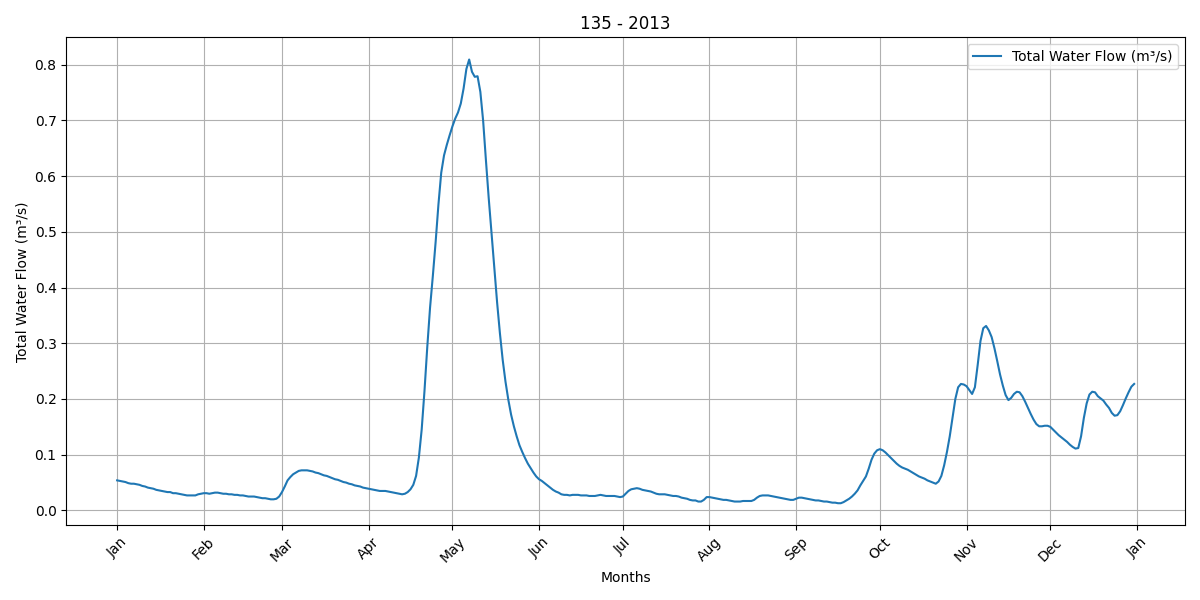 135 - 2013
Total Water Flow (m³/s)
Total Water Flow (m³/s)
0.8
0.7
0.6
0.5
0.4
0.3
0.2
0.1
0.0
Jan
Feb
Mar
Apr
May
Jun
Jul
Aug
Sep
Oct
Nov
Dec
Jan
Months